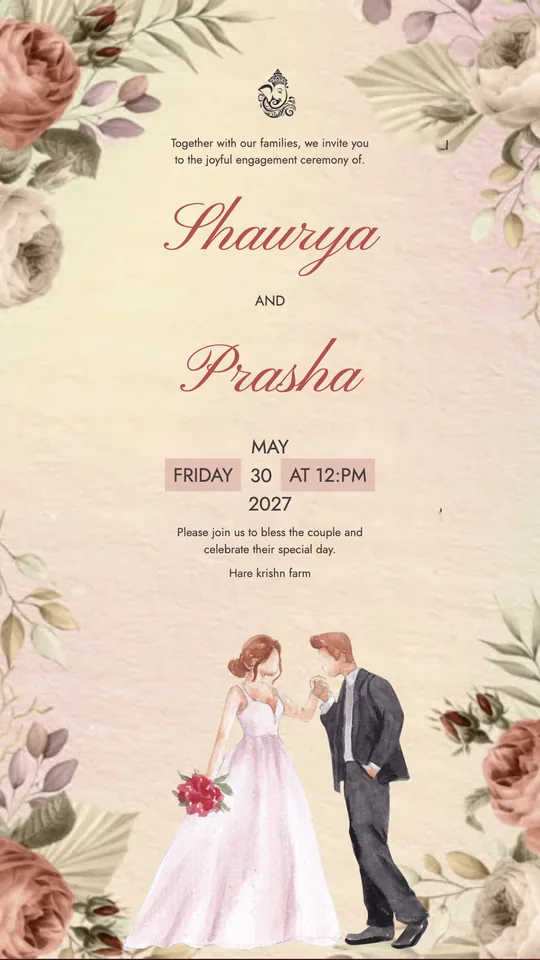 Together with our families, we invite you
to the joyful engagement ceremony of.
Shaurya
AND
Prasha
MAY
FRIDAY 30 AT 12:PM
2027
Please join us to bless the couple and
celebrate their special day.
Hare krishn farm